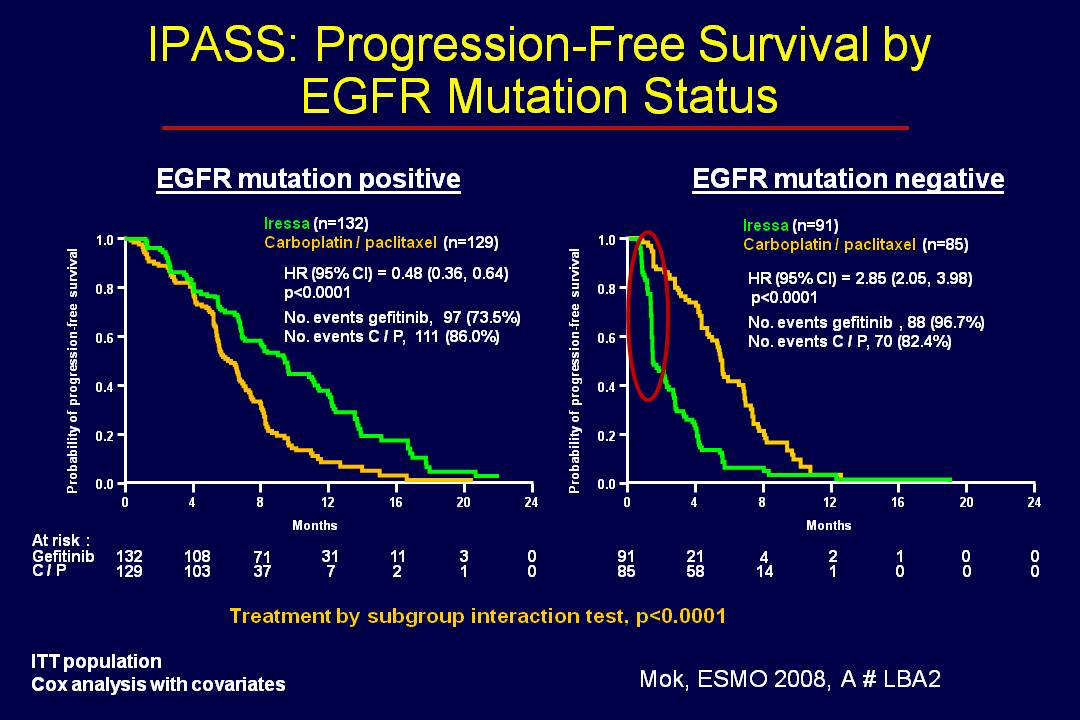 IPASS: Progression-Free Survival by
EGFR Mutation Status
EGFR mutation positive
Iressa (n=132)
Carboplatin / paclitaxel (n=129)
HR (95% CI) = 0.48 (0.36, 0.64)
p<0.0001
No. events gefitinib, 97 (73.5%)
No. events C / P, 111 (86.0%)
Probability of progression-free survival
1.0
0.8
0.6
0.4
0.2
0.0
0 4 8 12 16 20 24
Months
EGFR mutation negative
Iressa (n=91)
Carboplatin / paclitaxel (n=85)
HR (95% CI) = 2.85 (2.05, 3.98)
p<0.0001
No. events gefitinib , 88 (96.7%)
No. events C / P, 70 (82.4%)
Probability of progression-free survival
1.0
0.8
0.6
0.4
0.2
0.0
0 4 8 12 16 20 24
Months
At risk :
Gefitinib 132 108 71 31 11 3 0 91 21 4 2 1 0 0
C / P 129 103 37 7 2 1 0 85 58 14 1 0 0 0
Treatment by subgroup interaction test, p<0.0001
ITT population
Cox analysis with covariates
Mok, ESMO 2008, A # LBA2